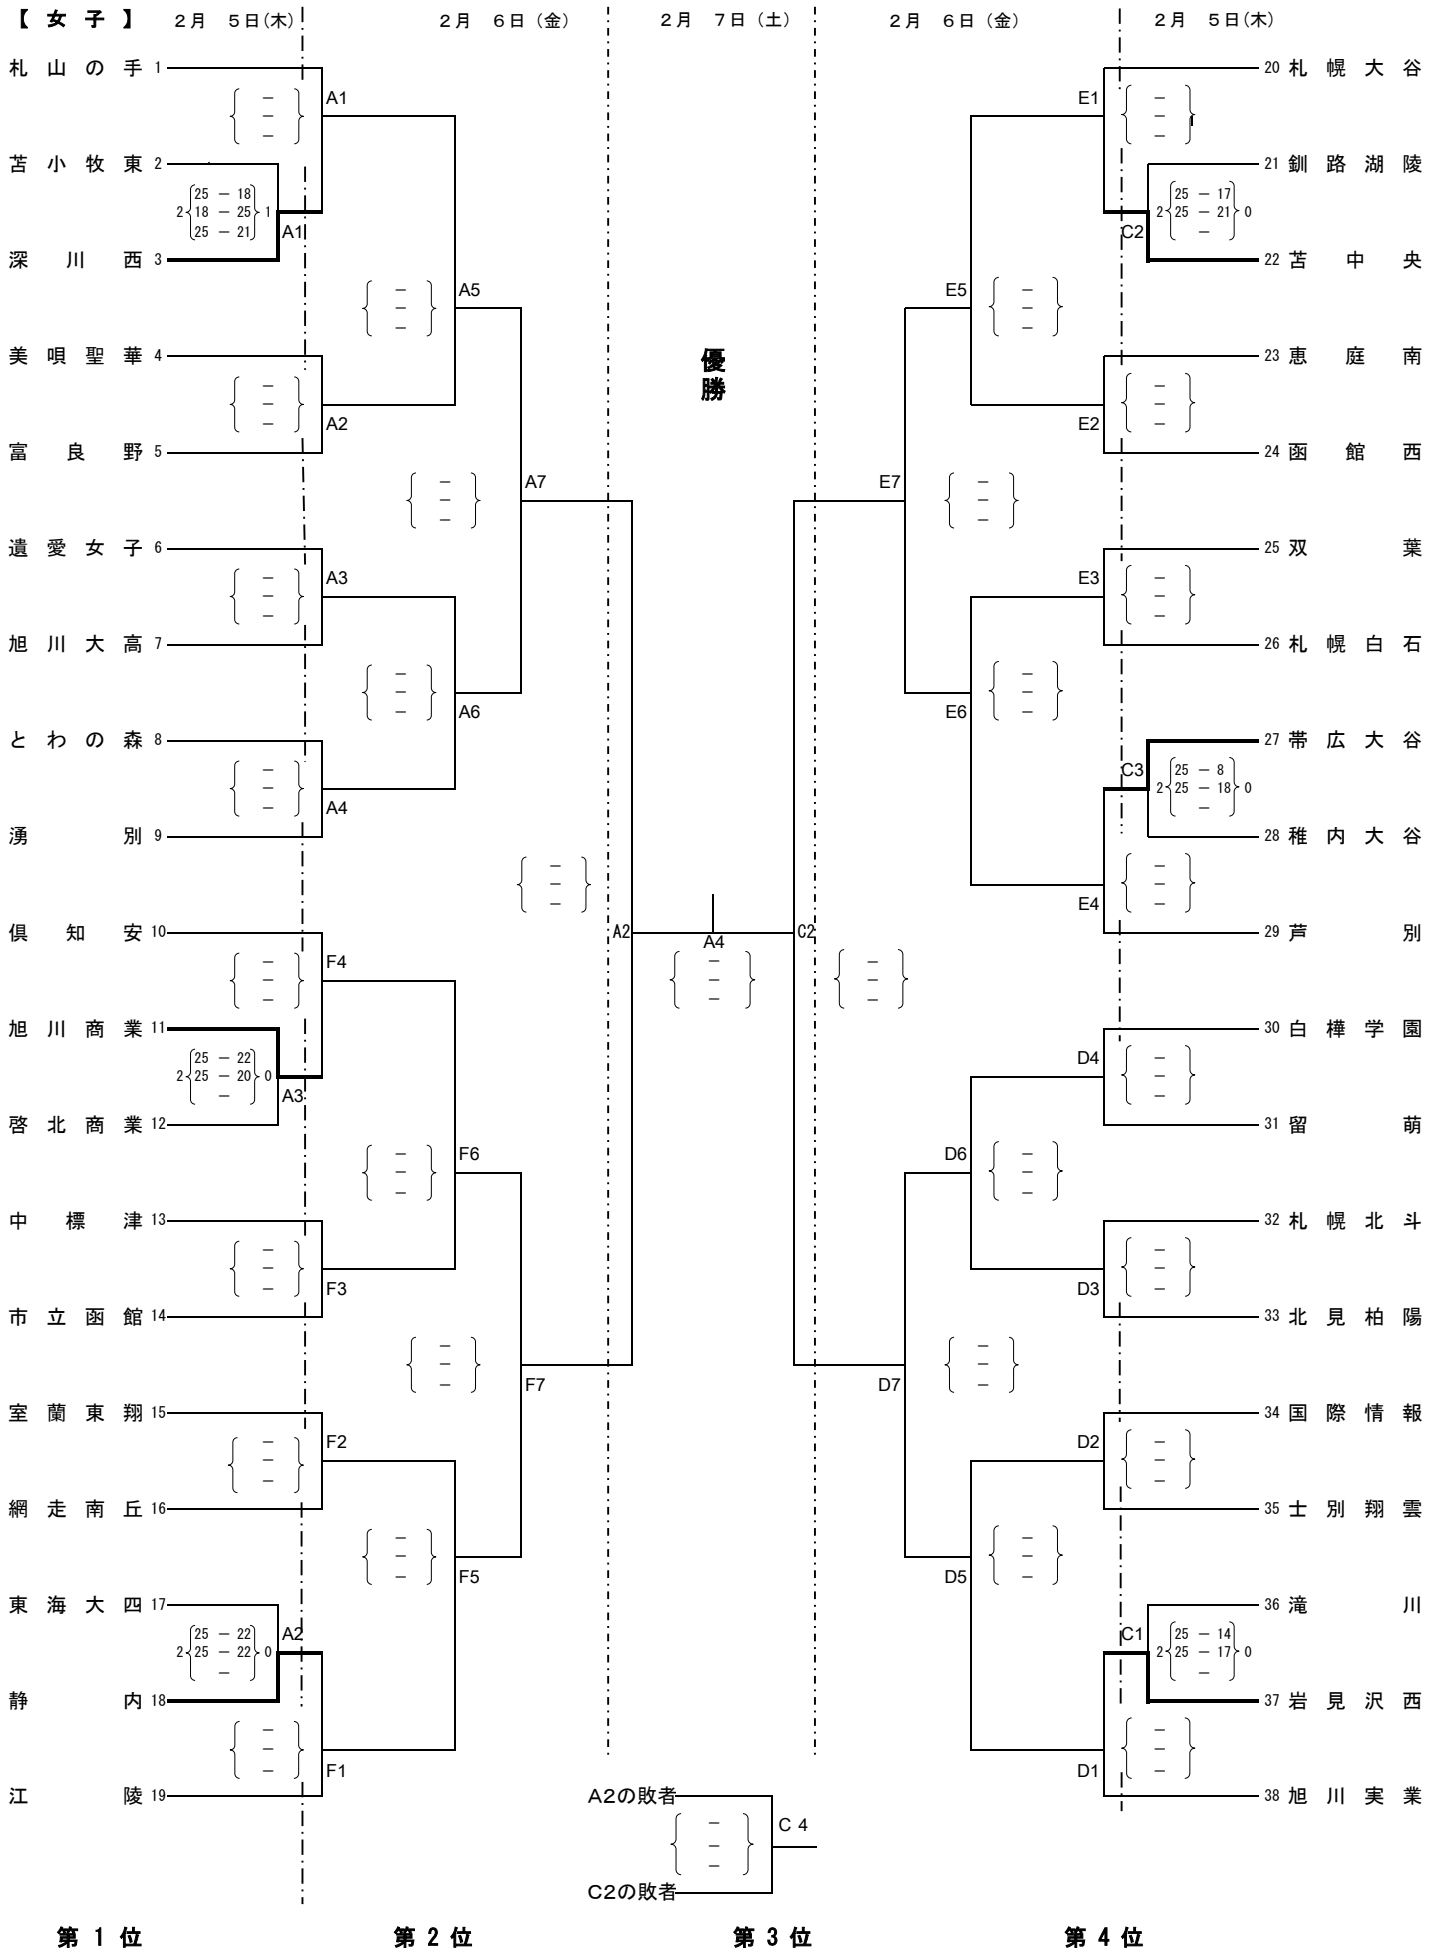 【 女 子 】 2月 5日(木) 2月 6日(金) 2月 7日(土) 2月 6日(金) 2月 5日(木)
札山の手 1
A1
－
－
－
苫小牧東 2
2 25 － 18 1
18 － 25
25 － 21
A1
深川西 3
A5
－
－
－
美唄聖華 4
－
－
－
A2
富良野 5
A7
－
－
－
遺愛女子 6
A3
－
－
－
旭川大高 7
－
－
－
A6
とわの森 8
－
－
－
A4
湧別 9
－
－
－
A2
倶知安 10
F4
－
－
－
旭川商業 11
2 25 － 22 0
25 － 20
－
A3
啓北商業 12
F6
－
－
－
中標津 13
－
－
－
F3
市立函館 14
－
－
－
F7
室蘭東翔 15
F2
－
－
－
網走南丘 16
－
－
－
F5
東海大四 17
A2
2 25 － 22 0
25 － 22
－
静内 18
－
－
－
F1
江陵 19
優
勝
A4
－
－
－
20 札幌大谷
E1
－
－
－
21 釧路湖陵
2 25 － 17 0
25 － 21
－
C2
22 苫中央
E5
－
－
－
23 恵庭南
－
－
－
E2
24 函館西
E7
－
－
－
25 双葉
E3
－
－
－
26 札幌白石
－
－
－
E6
27 帯広大谷
C3
2 25 － 8 0
25 － 18
－
28 稚内大谷
－
－
－
E4
29 芦別
C2
－
－
－
30 白樺学園
D4
－
－
－
31 留萌
D6
－
－
－
32 札幌北斗
－
－
－
D3
33 北見柏陽
－
－
－
D7
34 国際情報
D2
－
－
－
35 士別翔雲
－
－
－
D5
36 滝川
C1
2 25 － 14 0
25 － 17
－
37 岩見沢西
－
－
－
D1
38 旭川実業
A2の敗者
C 4
－
－
－
C2の敗者
第 1 位 第 2 位 第 3 位 第 4 位